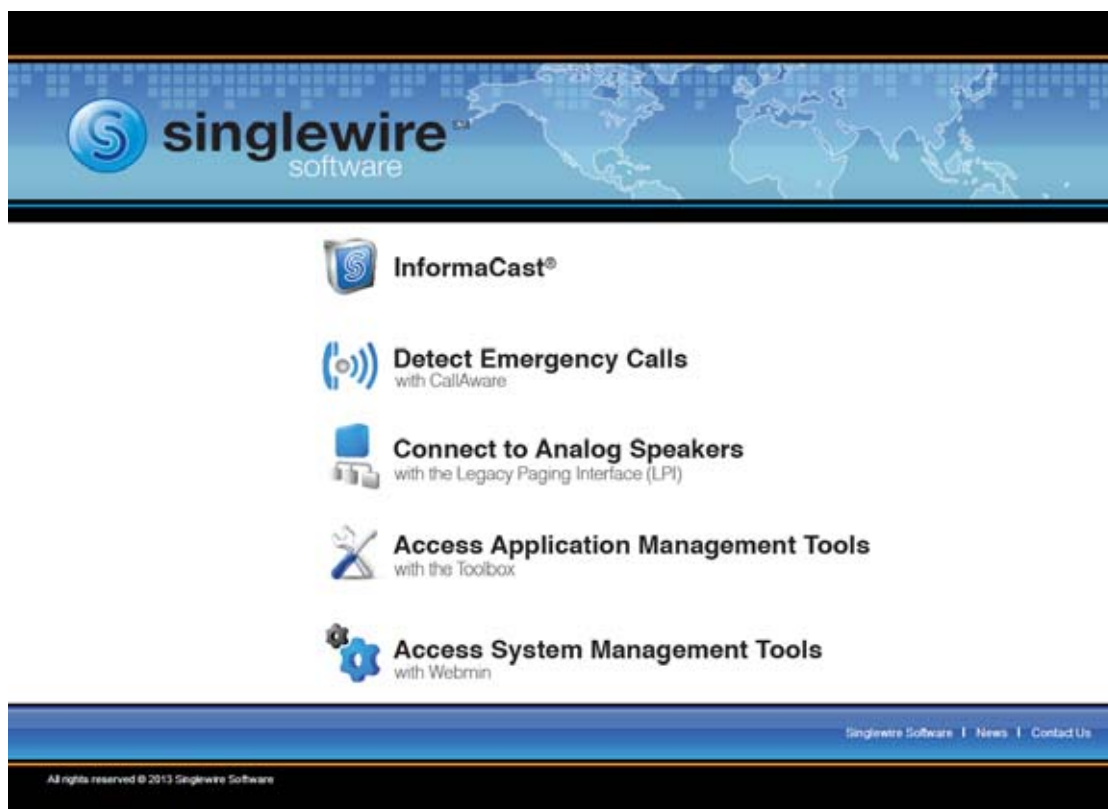 singlewire
software
InformaCast®
Detect Emergency Calls
with CallAware
Connect to Analog Speakers
with the Legacy Paging Interface (LPI)
Access Application Management Tools
with the Toolbox
Access System Management Tools
with Webmin
Singlewire Software | News | Contact Us
All rights reserved © 2013 Singlewire Software